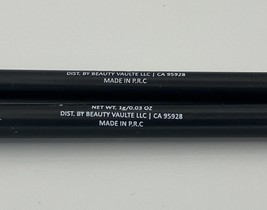 DIST. BY BEAUTY VAULTE LLC | CA 95928
MADE IN P.R.C
NET WT. 1g/0.03 OZ
DIST. BY BEAUTY VAULTE LLC | CA 95928
MADE IN P.R.C